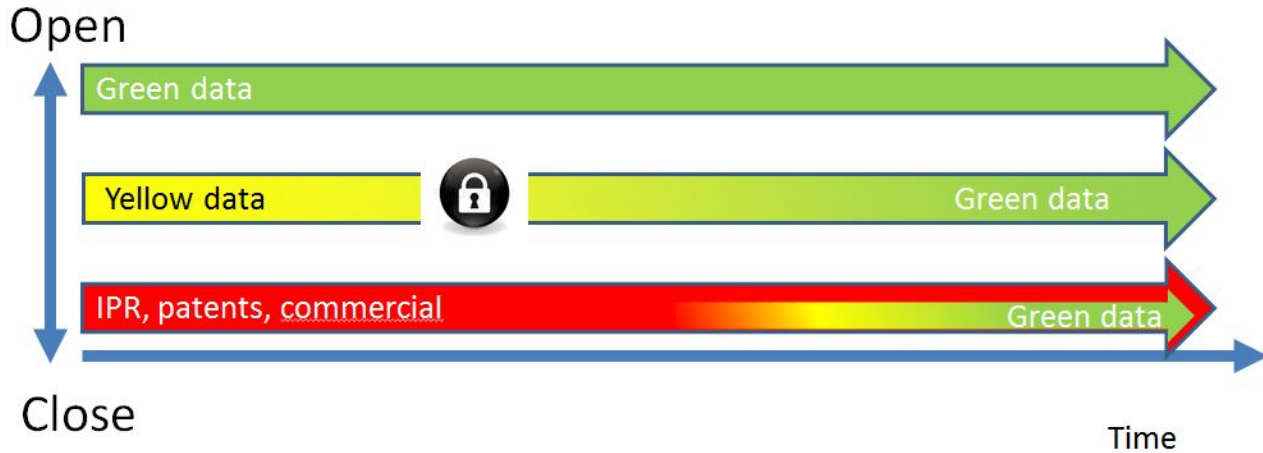 Open
Green data
Yellow data
Green data
IPR, patents, commercial
Green data
Close
Time